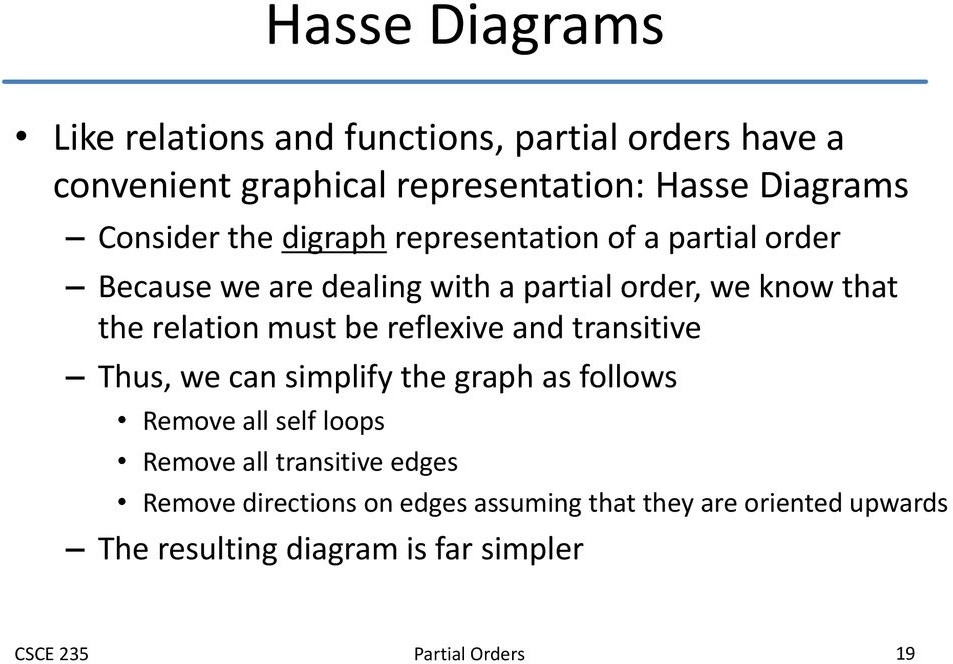 Hasse Diagrams
• Like relations and functions, partial orders have a
convenient graphical representation: Hasse Diagrams
– Consider the digraph representation of a partial order
– Because we are dealing with a partial order, we know that
the relation must be reflexive and transitive
– Thus, we can simplify the graph as follows
• Remove all self loops
• Remove all transitive edges
• Remove directions on edges assuming that they are oriented upwards
– The resulting diagram is far simpler
CSCE 235 Partial Orders 19